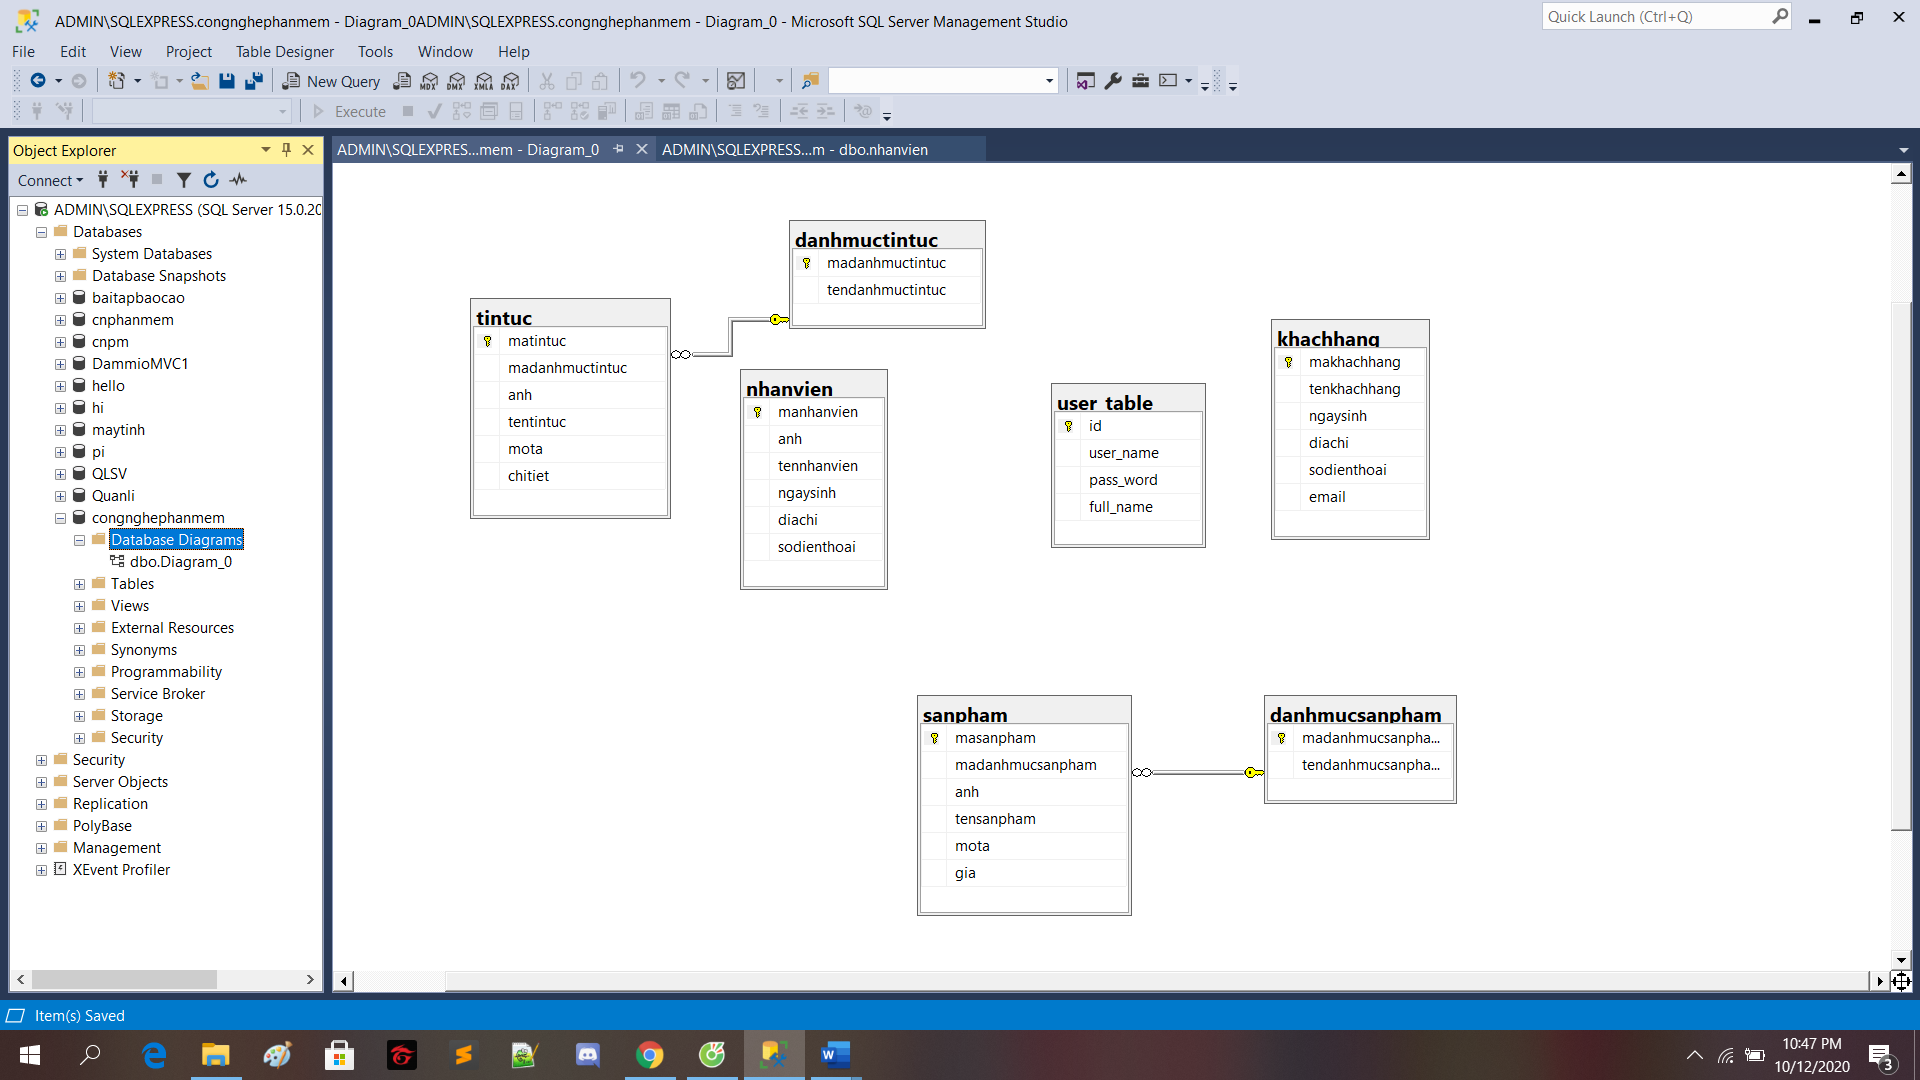 ADMIN\SQLEXPRESS.congnghephanmem - Diagram_0ADMIN\SQLEXPRESS.congnghephanmem - Diagram_0 - Microsoft SQL Server Management Studio
Quick Launch (Ctrl+Q)
File Edit View Project Table Designer Tools Window Help
New Query MDX DMX XMLA DAX
Execute
Object Explorer
Connect
ADMIN\SQLEXPRESS (SQL Server 15.0.20
Databases
System Databases
Database Snapshots
baitapbaocao
cnphanmem
cnpm
DammioMVC1
hello
hi
maytinh
pi
QLSV
Quanli
congnghephanmem
Database Diagrams
dbo.Diagram_0
Tables
Views
External Resources
Synonyms
Programmability
Service Broker
Storage
Security
Security
Server Objects
Replication
PolyBase
Management
XEvent Profiler
ADMIN\SQLEXPRES...mem - Diagram_0
ADMIN\SQLEXPRESS...m - dbo.nhanvien
danhmuctintuc
madanhmuctintuc
tendanhmuctintuc
tintuc
matintuc
madanhmuctintuc
anh
tentintuc
mota
chitiet
nhanvien
manhanvien
anh
tennhanvien
ngaysinh
diachi
sodienthoai
user_table
id
user_name
pass_word
full_name
khachhang
makhachhang
tenkhachhang
ngaysinh
diachi
sodienthoai
email
sanpham
masanpham
madanhmucsanpham
anh
tensanpham
mota
gia
danhmucsanpham
madanhmucsanpha...
tendanhmucsanpha...
Item(s) Saved
10:47 PM
10/12/2020
3